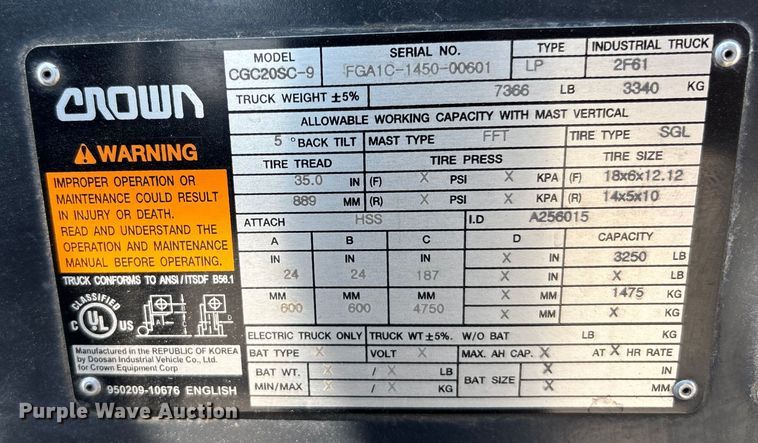 CROWN
WARNING
IMPROPER OPERATION OR
MAINTENANCE COULD RESULT
IN INJURY OR DEATH.
READ AND UNDERSTAND THE
OPERATION AND MAINTENANCE
MANUAL BEFORE OPERATING.
TRUCK CONFORMS TO ANSI/ITSDF B56.1
CLASSIFIED
C UL US
A B C D
Manufactured in the REPUBLIC OF KOREA
by Doosan Industrial Vehicle Co., Ltd.
for Crown Equipment Corp
950209-10676 ENGLISH
MODEL SERIAL NO. TYPE INDUSTRIAL TRUCK
CGC20SC-9 FGA1C-1450-00601 LP 2F61
TRUCK WEIGHT ±5% 7366 LB 3340 KG
ALLOWABLE WORKING CAPACITY WITH MAST VERTICAL
5 ° BACK TILT MAST TYPE FFT TIRE TYPE SGL
TIRE TREAD TIRE PRESS TIRE SIZE
35.0 IN (F) X PSI X KPA (F) 18x6x12.12
889 MM (R) X PSI X KPA (R) 14x5x10
ATTACH HSS I.D A256015
A B C D CAPACITY
IN IN IN X IN 3250 LB
24 24 187 X IN X LB
MM MM MM X MM 1475 KG
600 600 4750 X MM X KG
ELECTRIC TRUCK ONLY TRUCK WT ±5%. W/O BAT LB KG
BAT TYPE X VOLT X MAX. AH CAP. X AT X HR RATE
BAT WT. X / X LB BAT SIZE X IN
MIN/MAX X / X KG X MM
Purple Wave Auction